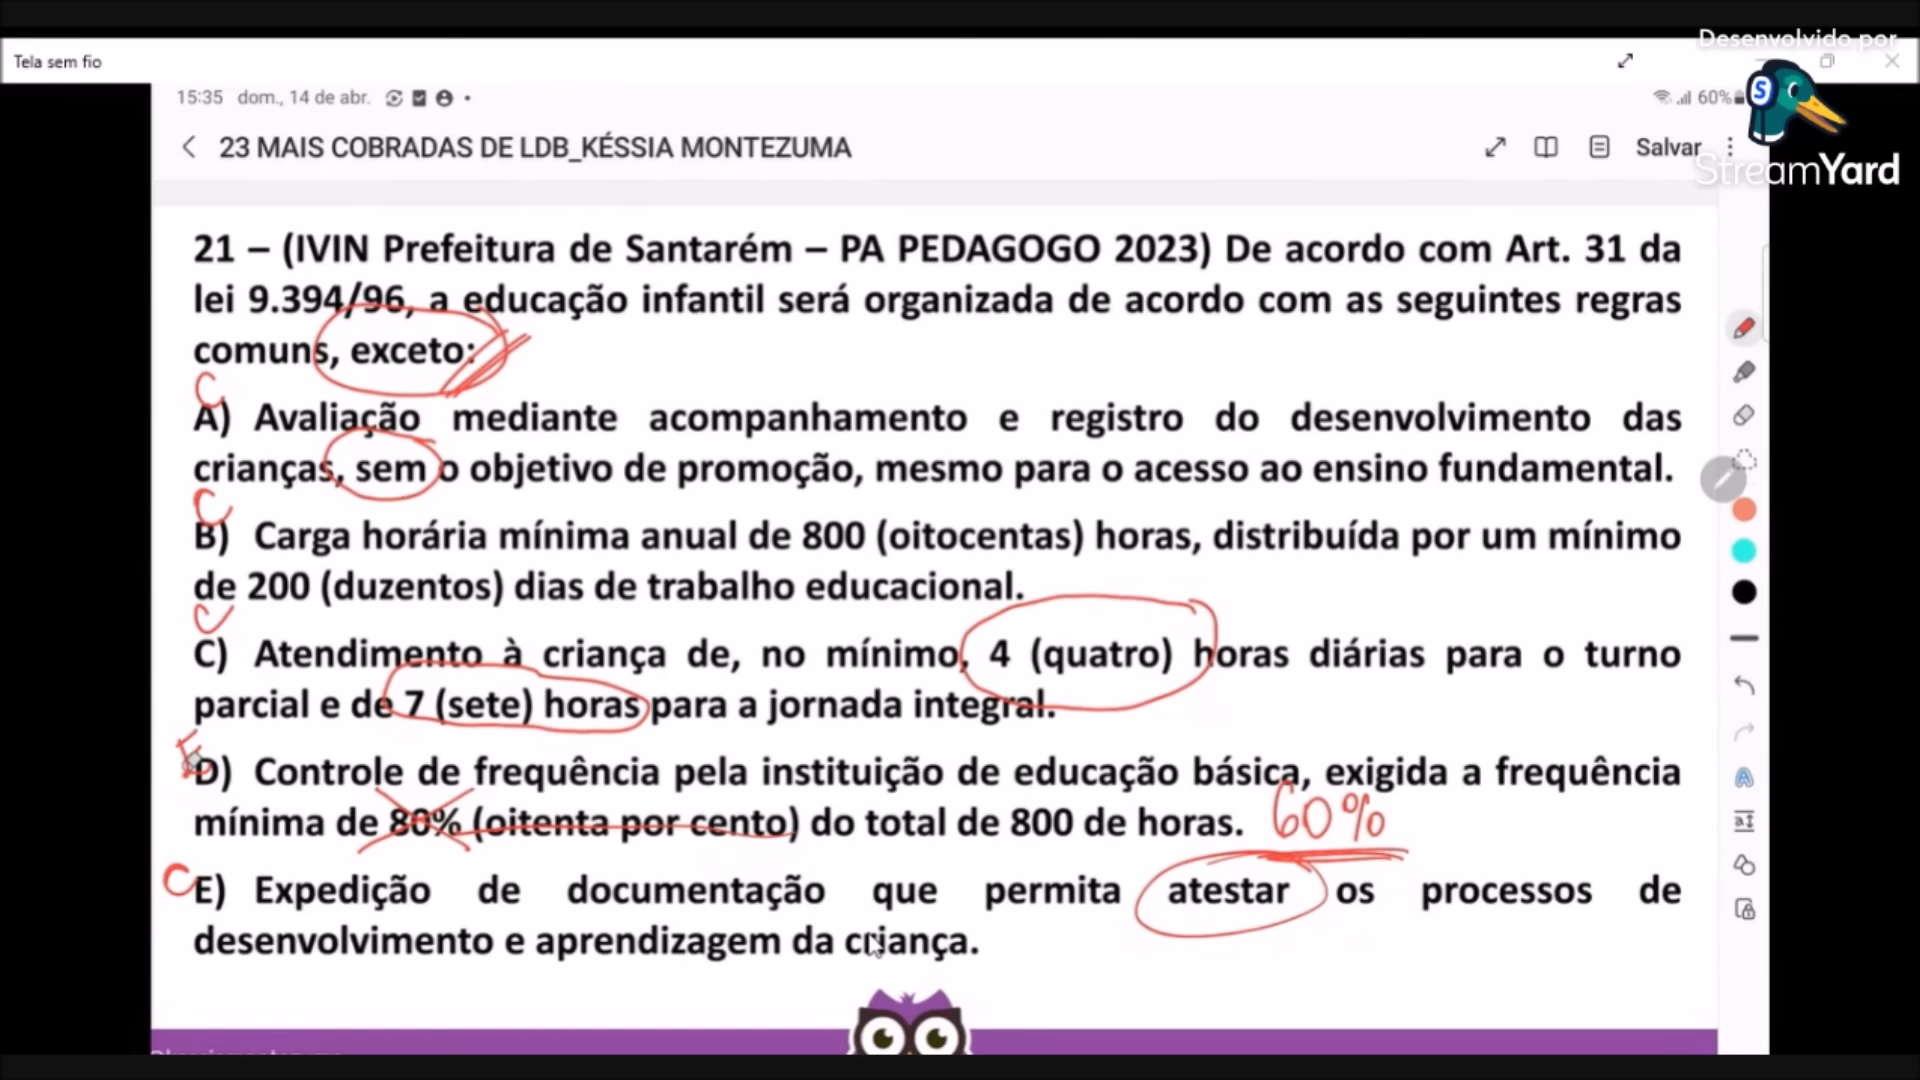 Desenvolvido por
Tela sem fio
15:35 dom., 14 de abr.
60%
23 MAIS COBRADAS DE LDB_KÉSSIA MONTEZUMA
Salvar
StreamYard
21 – (IVIN Prefeitura de Santarém – PA PEDAGOGO 2023) De acordo com Art. 31 da
lei 9.394/96, a educação infantil será organizada de acordo com as seguintes regras
comuns, exceto:
C
A) Avaliação mediante acompanhamento e registro do desenvolvimento das
crianças, sem o objetivo de promoção, mesmo para o acesso ao ensino fundamental.
C
B) Carga horária mínima anual de 800 (oitocentas) horas, distribuída por um mínimo
de 200 (duzentos) dias de trabalho educacional.
C
C) Atendimento à criança de, no mínimo, 4 (quatro) horas diárias para o turno
parcial e de 7 (sete) horas para a jornada integral.
E
D) Controle de frequência pela instituição de educação básica, exigida a frequência
mínima de 80% (oitenta por cento) do total de 800 de horas. 60%
C
E) Expedição de documentação que permita atestar os processos de
desenvolvimento e aprendizagem da criança.